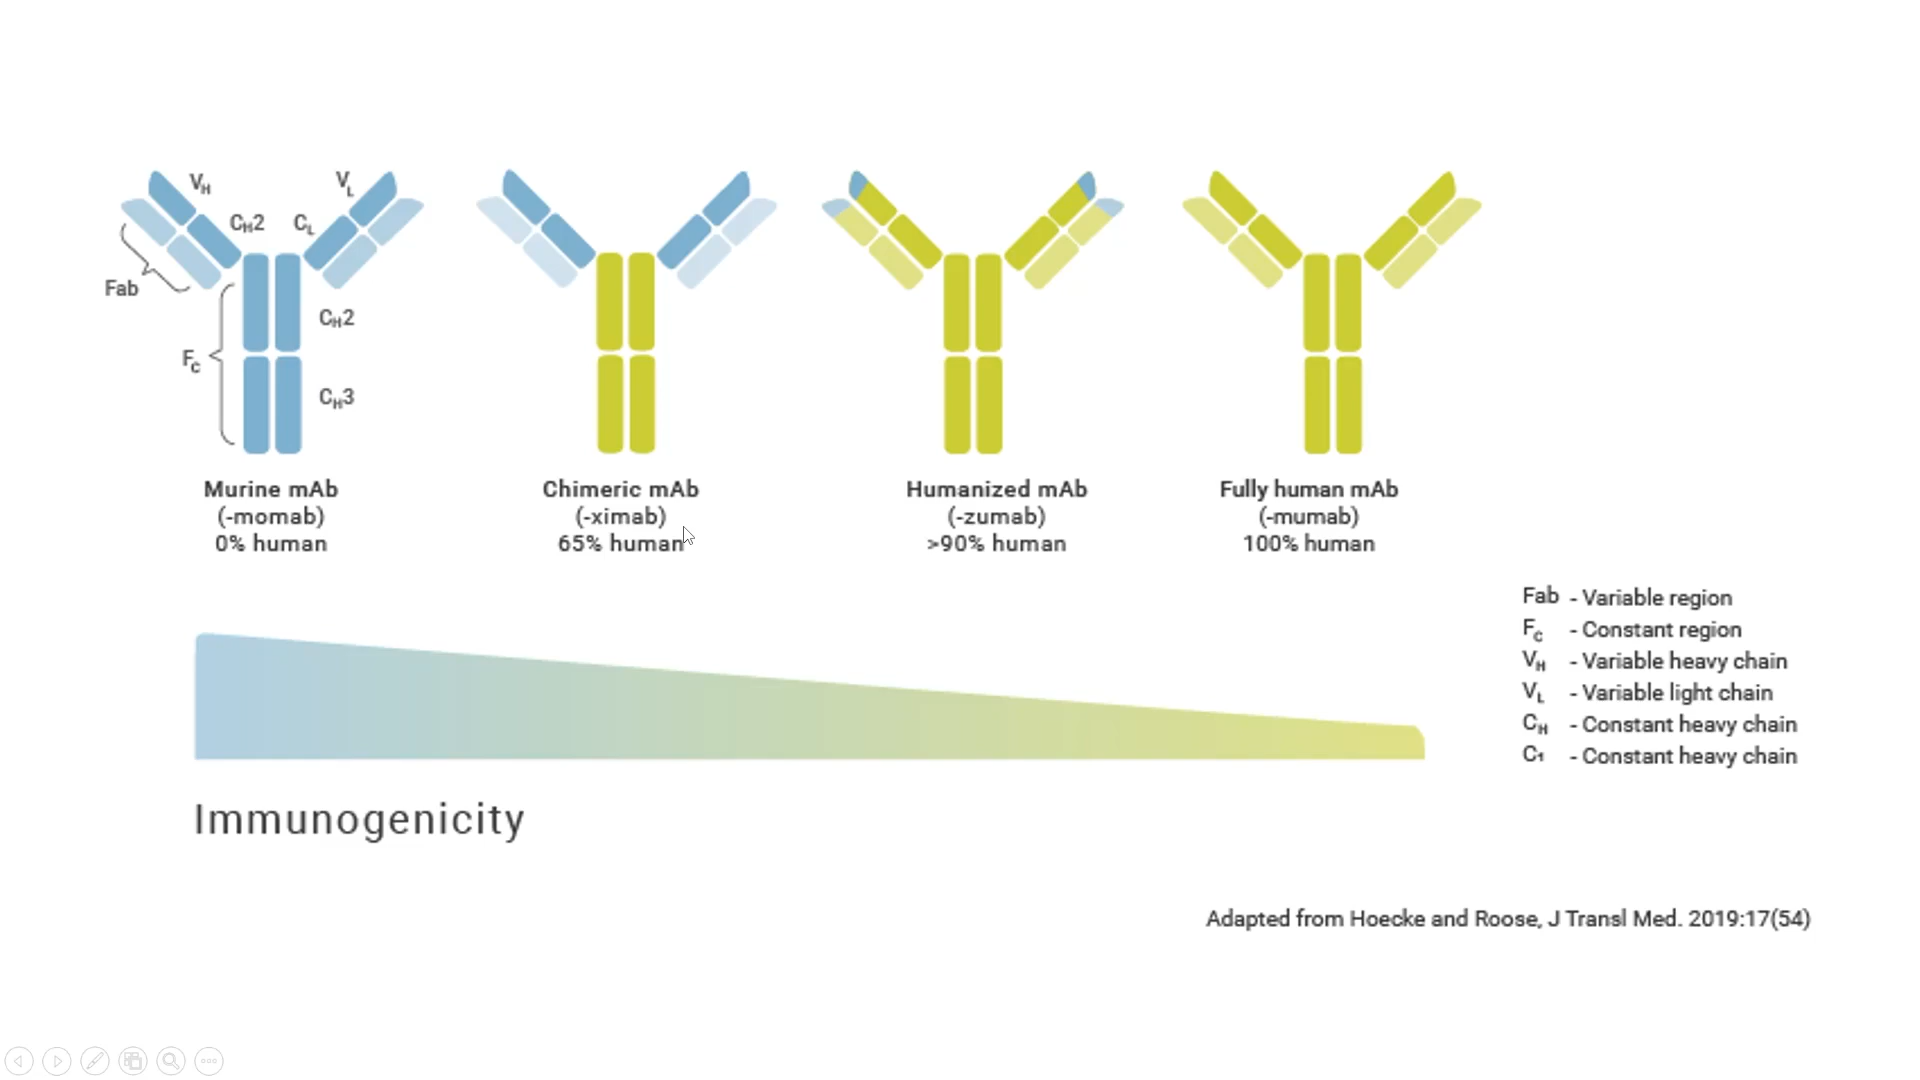 VH
VL
CH2
CL
Fab
CH2
FC
CH3
Murine mAb
(-momab)
0% human
Chimeric mAb
(-ximab)
65% human
Humanized mAb
(-zumab)
>90% human
Fully human mAb
(-mumab)
100% human
Fab - Variable region
FC - Constant region
VH - Variable heavy chain
VL - Variable light chain
CH - Constant heavy chain
C1 - Constant heavy chain
Immunogenicity
Adapted from Hoecke and Roose, J Transl Med. 2019:17(54)